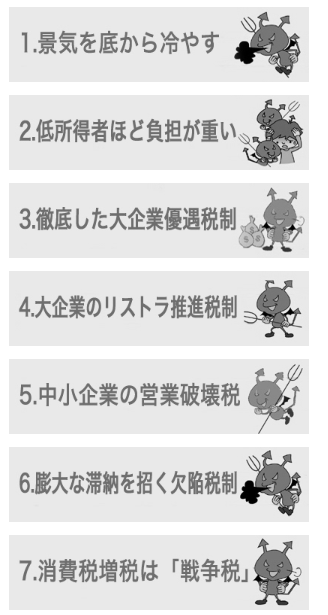 1.景気を底から冷やす
2.低所得者ほど負担が重い
3.徹底した大企業優遇税制
4.大企業のリストラ推進税制
5.中小企業の営業破壊税
6.膨大な滞納を招く欠陥税制
7.消費税増税は「戦争税」